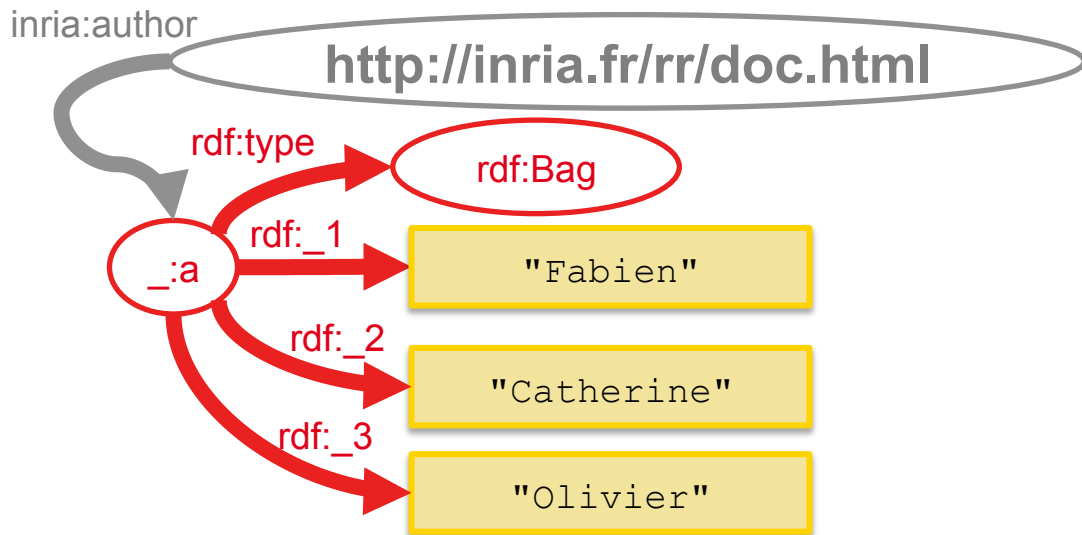 inria:author
http://inria.fr/rr/doc.html
rdf:type
rdf:Bag
_:a
rdf:_1
"Fabien"
rdf:_2
"Catherine"
rdf:_3
"Olivier"